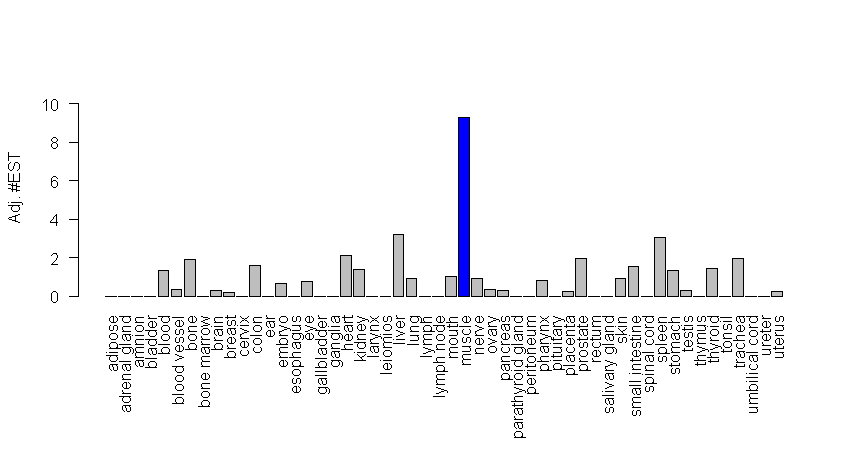 Adj. #EST
10
8
6
4
2
0
adipose
adrenal gland
amnion
bladder
blood
blood vessel
bone
bone marrow
brain
breast
cervix
colon
ear
embryo
esophagus
eye
gallbladder
ganglia
heart
kidney
larynx
leiomios
liver
lung
lymph
lymph node
mouth
muscle
nerve
ovary
pancreas
parathyroid gland
peritoneum
pharynx
pituitary
placenta
prostate
rectum
salivary gland
skin
small intestine
spinal cord
spleen
stomach
testis
thymus
thyroid
tonsil
trachea
umbilical cord
ureter
uterus